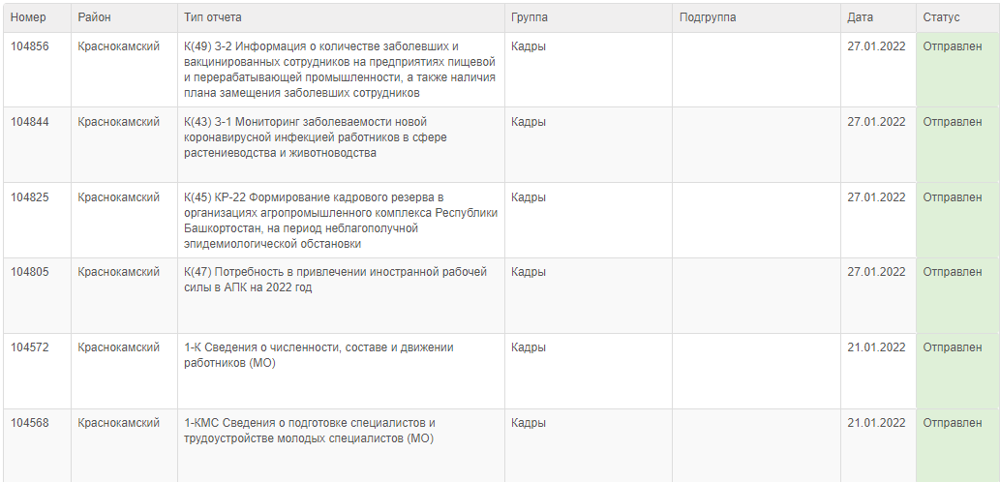 Номер Район Тип отчета Группа Подгруппа Дата Статус
104856 Краснокамский К(49) З-2 Информация о количестве заболевших и Кадры 27.01.2022 Отправлен
вакцинированных сотрудников на предприятиях пищевой
и перерабатывающей промышленности, а также наличия
плана замещения заболевших сотрудников
104844 Краснокамский К(43) З-1 Мониторинг заболеваемости новой Кадры 27.01.2022 Отправлен
коронавирусной инфекцией работников в сфере
растениеводства и животноводства
104825 Краснокамский К(45) КР-22 Формирование кадрового резерва в Кадры 27.01.2022 Отправлен
организациях агропромышленного комплекса Республики
Башкортостан, на период неблагополучной
эпидемиологической обстановки
104805 Краснокамский К(47) Потребность в привлечении иностранной рабочей Кадры 27.01.2022 Отправлен
силы в АПК на 2022 год
104572 Краснокамский 1-К Сведения о численности, составе и движении Кадры 21.01.2022 Отправлен
работников (МО)
104568 Краснокамский 1-КМС Сведения о подготовке специалистов и Кадры 21.01.2022 Отправлен
трудоустройстве молодых специалистов (МО)